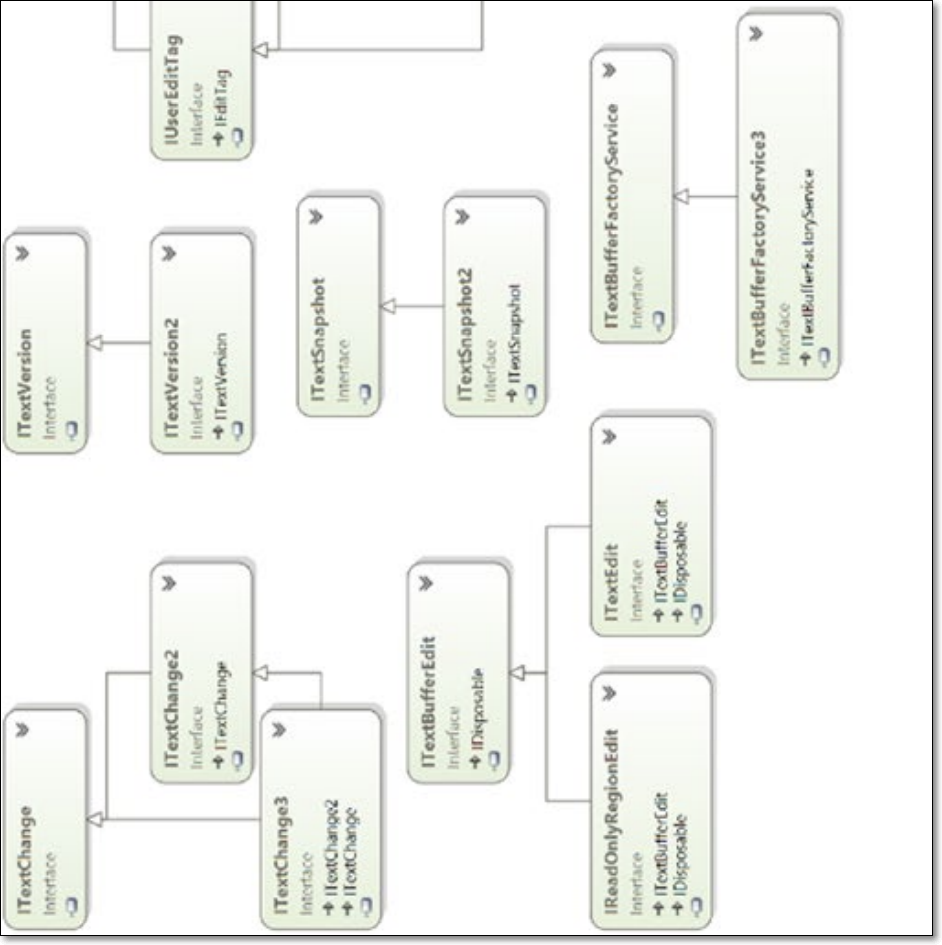 ITextChange
Interface
ITextChange3
Interface
ITextChange2
ITextChange
ITextChange2
Interface
ITextChange
ITextVersion
Interface
ITextVersion2
Interface
ITextVersion
IUserEditTag
Interface
IEditTag
ITextSnapshot
Interface
ITextSnapshot2
Interface
ITextSnapshot
ITextBufferEdit
Interface
IDisposable
IReadOnlyRegionEdit
Interface
ITextBufferEdit
IDisposable
ITextEdit
Interface
ITextBufferEdit
IDisposable
ITextBufferFactoryService
Interface
ITextBufferFactoryService3
Interface
ITextBufferFactoryService